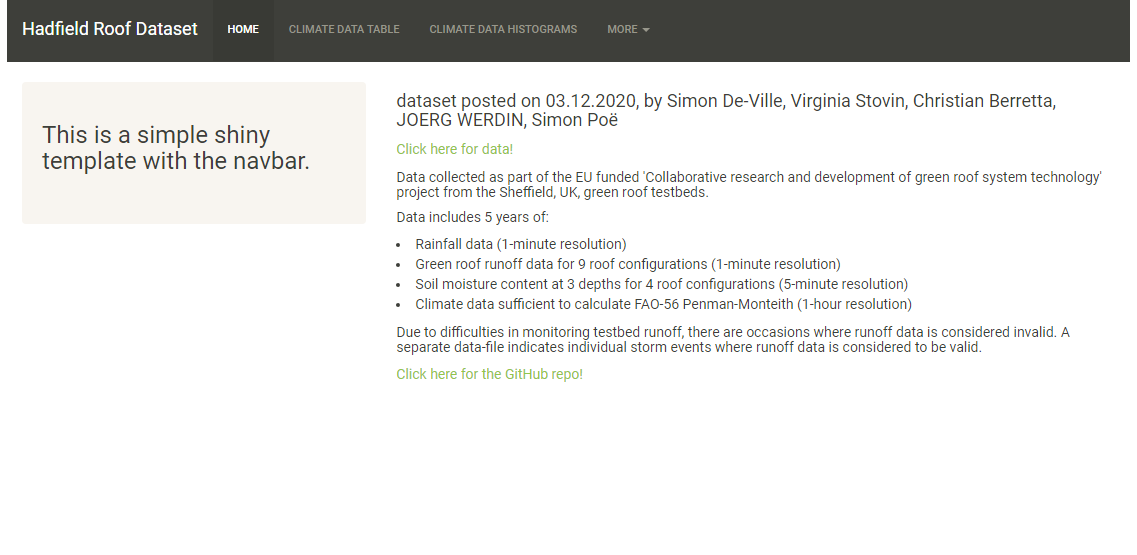 Hadfield Roof Dataset
HOME
CLIMATE DATA TABLE
CLIMATE DATA HISTOGRAMS
MORE
This is a simple shiny
template with the navbar.
dataset posted on 03.12.2020, by Simon De-Ville, Virginia Stovin, Christian Berretta,
JOERG WERDIN, Simon Poë
Click here for data!
Data collected as part of the EU funded 'Collaborative research and development of green roof system technology'
project from the Sheffield, UK, green roof testbeds.
Data includes 5 years of:
• Rainfall data (1-minute resolution)
• Green roof runoff data for 9 roof configurations (1-minute resolution)
• Soil moisture content at 3 depths for 4 roof configurations (5-minute resolution)
• Climate data sufficient to calculate FAO-56 Penman-Monteith (1-hour resolution)
Due to difficulties in monitoring testbed runoff, there are occasions where runoff data is considered invalid. A
separate data-file indicates individual storm events where runoff data is considered to be valid.
Click here for the GitHub repo!